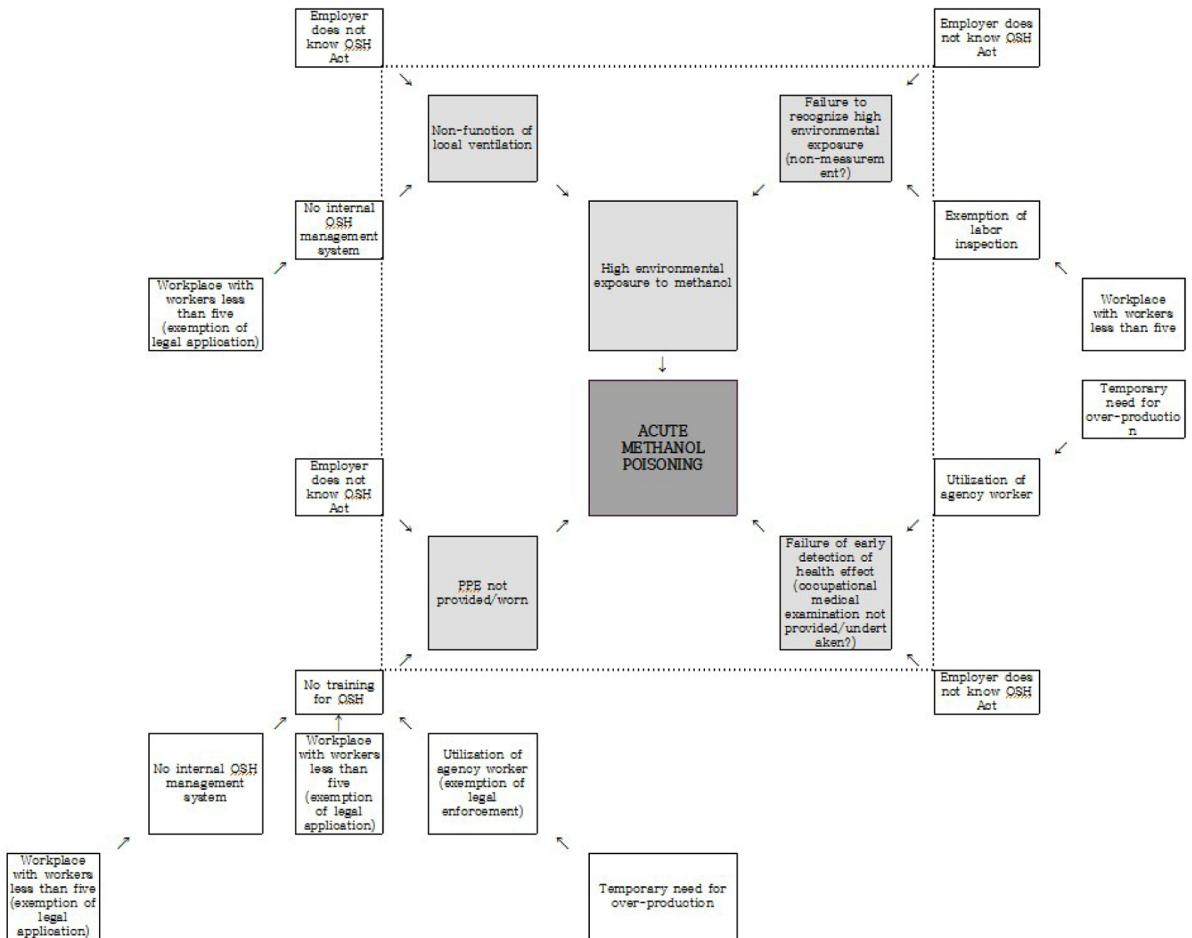 Employer
does not
know OSH
Act
Employer does
not know OSH
Act
Non-function of
local ventilation
Failure to
recognize high
environmental
exposure
(non-measurem
ent?)
No internal
OSH
management
system
High environmental
exposure to methanol
Exemption of
labor
inspection
Workplace with
workers less
than five
(exemption of
legal application)
Workplace
with workers
less than five
ACUTE
METHANOL
POISONING
Temporary
need for
over-productio
n
Employer
does not
know OSH
Act
Utilization of
agency worker
PPE not
provided/worn
Failure of early
detection of
health effect
(occupational
medical
examination not
provided/undert
aken?)
No training
for OSH
Employer does
not know OSH
Act
No internal OSH
management
system
Workplace
with workers
less than
five
(exemption
of legal
application)
Utilization of
agency worker
(exemption of
legal
enforcement)
Workplace
with workers
less than five
(exemption of
legal
application)
Temporary need for
over-production